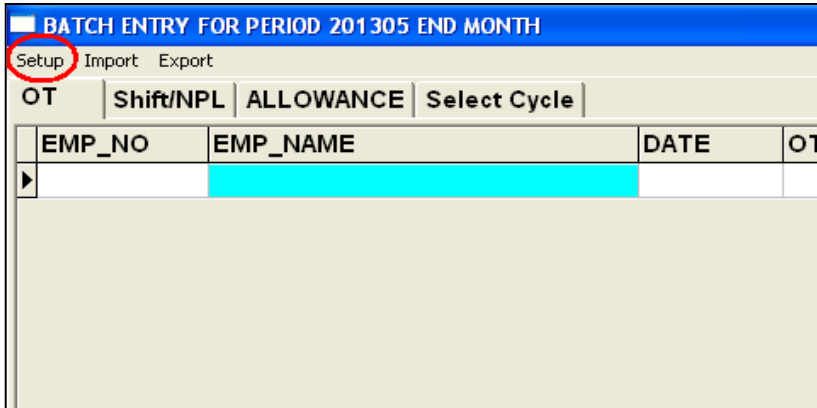 BATCH ENTRY FOR PERIOD 201305 END MONTH
Setup Import Export
OT Shift/NPL ALLOWANCE Select Cycle
EMP_NO EMP_NAME DATE OT